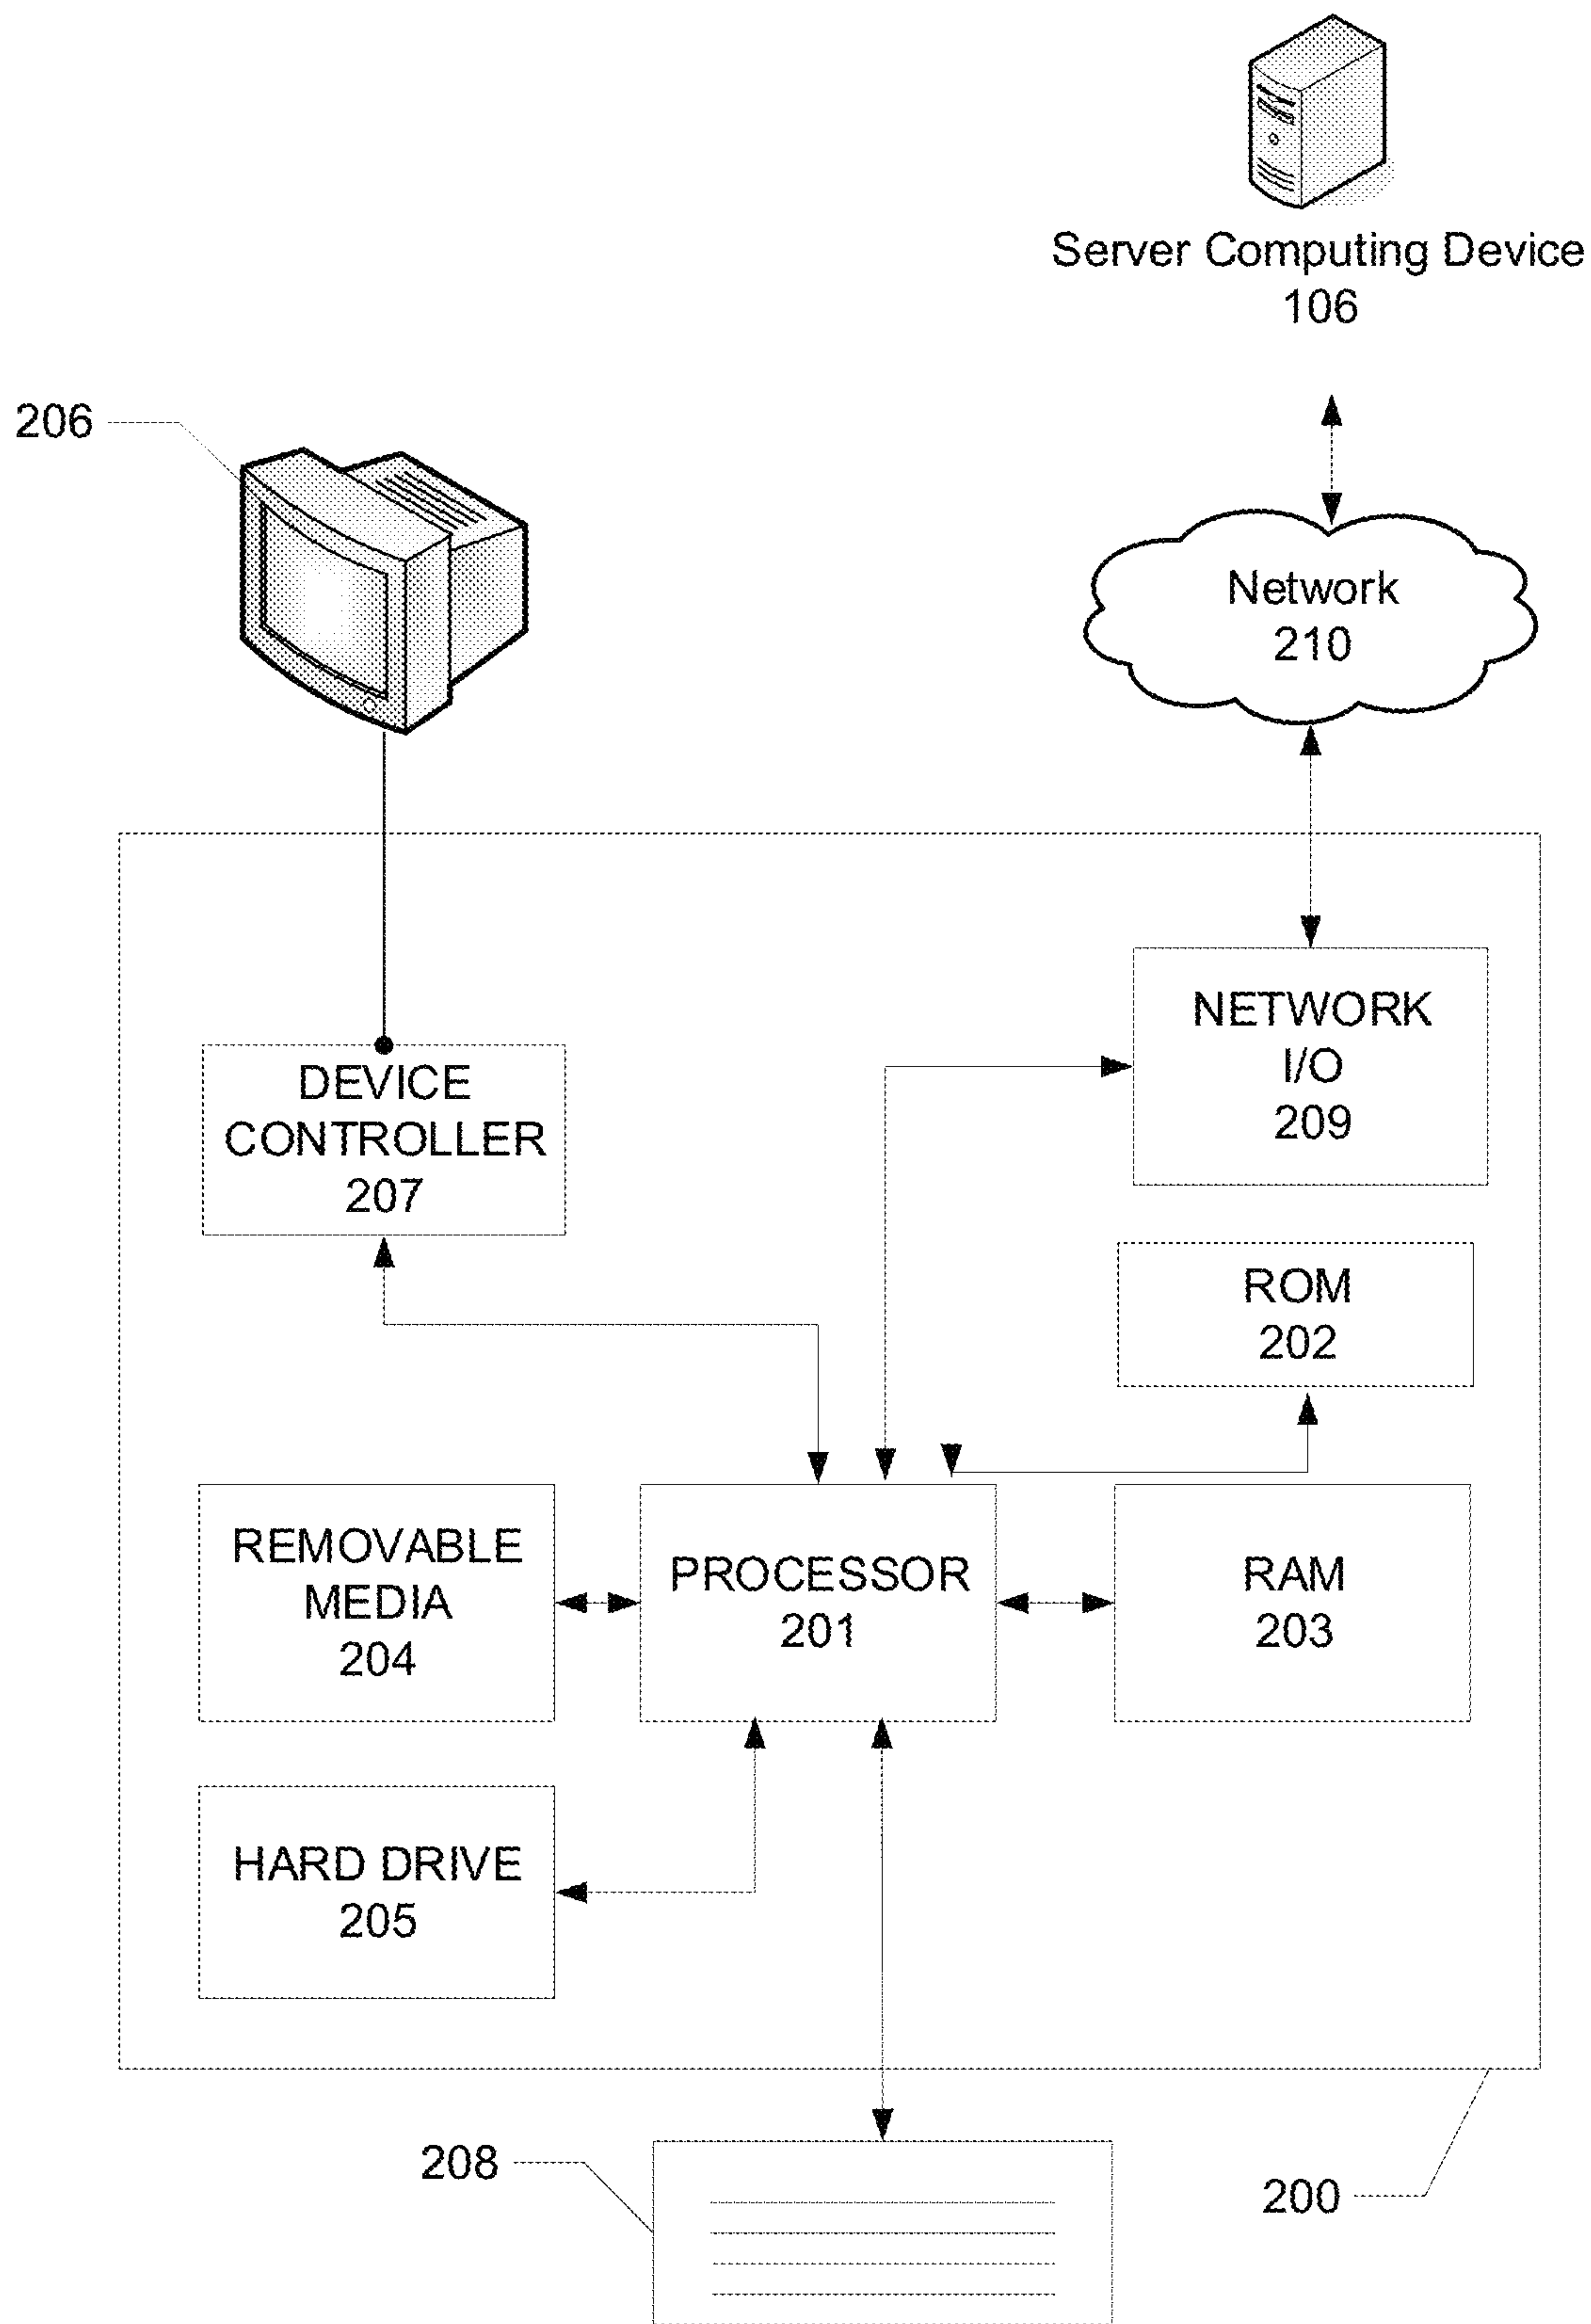 Server Computing Device
106
206
Network
210
NETWORK
I/O
209
DEVICE
CONTROLLER
207
ROM
202
REMOVABLE
MEDIA
204
PROCESSOR
201
RAM
203
HARD DRIVE
205
208
200